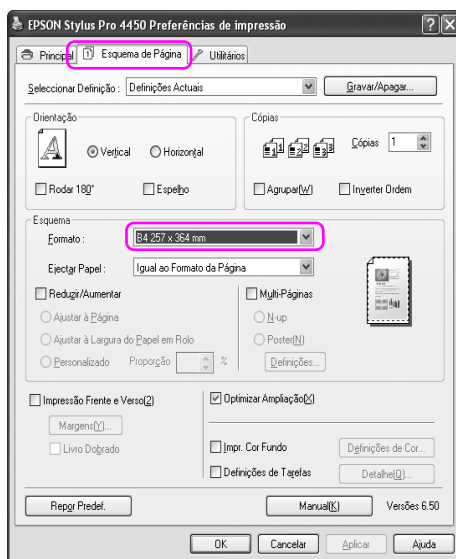 EPSON Stylus Pro 4450 Preferências de impressão
Principal Esquema de Página Utilitários
Seleccionar Definição : Definições Actuais Gravar/Apagar...
Orientação Cópias
A Vertical Horizontal Cópias 1
Rodar 180° Espelho Agrupar(W) Inverter Ordem
Esquema
Formato : B4 257 x 364 mm
Ejectar Papel : Igual ao Formato da Página
Reduzir/Aumentar Multi-Páginas
Ajustar à Página N-up
Ajustar à Largura do Papel em Rolo Poster(N)
Personalizado Proporção % Definições...
Impressão Frente e Verso(2) Optimizar Ampliação(X)
Margens(Y)...
Livro Dobrado Impr. Cor Fundo Definições de Cor...
Definições de Tarefas Detalhe(Q)...
Repor Predef. Manual(K) Versões 6.50
OK Cancelar Aplicar Ajuda